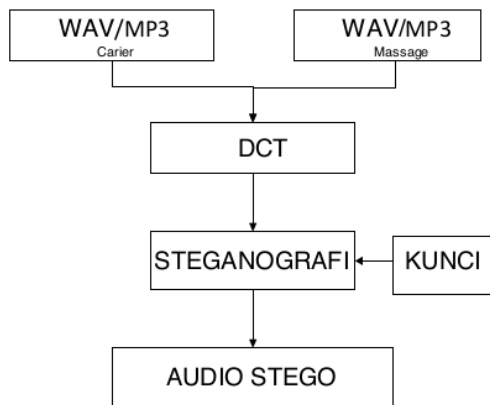 WAV/MP3
Carier
WAV/MP3
Massage
DCT
STEGANOGRAFI
KUNCI
AUDIO STEGO